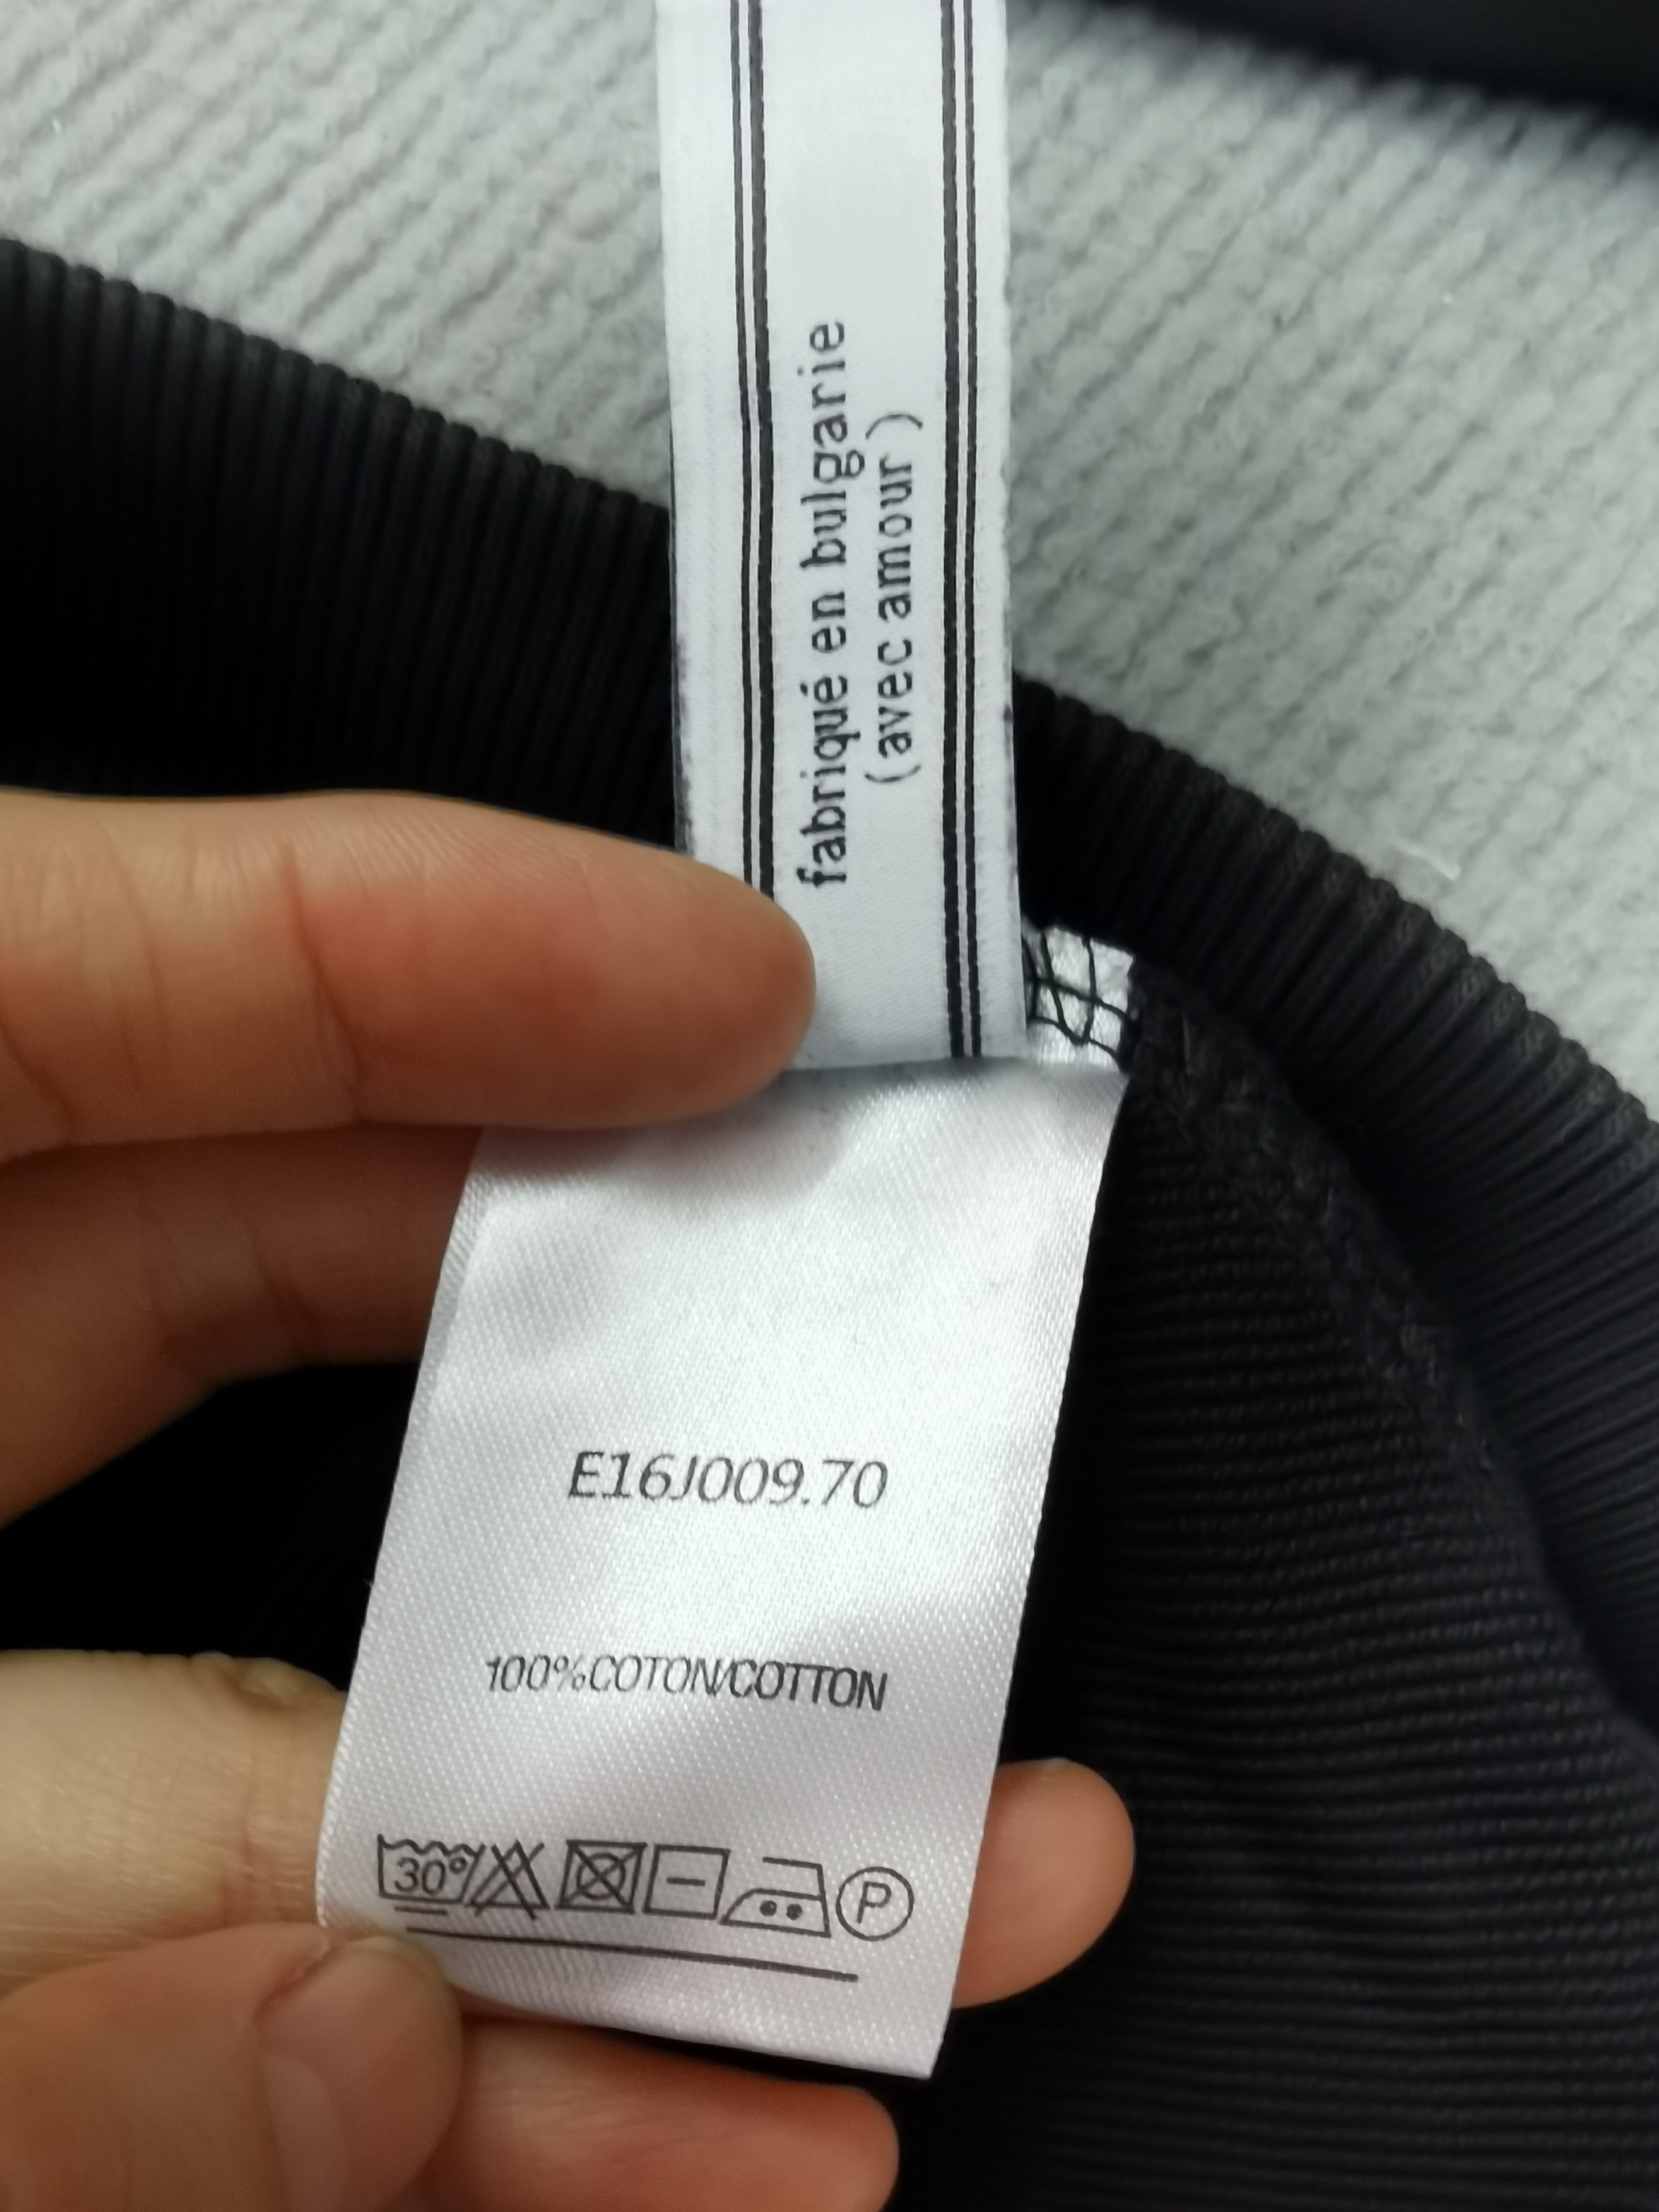 fabriqué en bulgarie
(avec amour)
E16J009.70
100%COTON/COTTON
30°
P